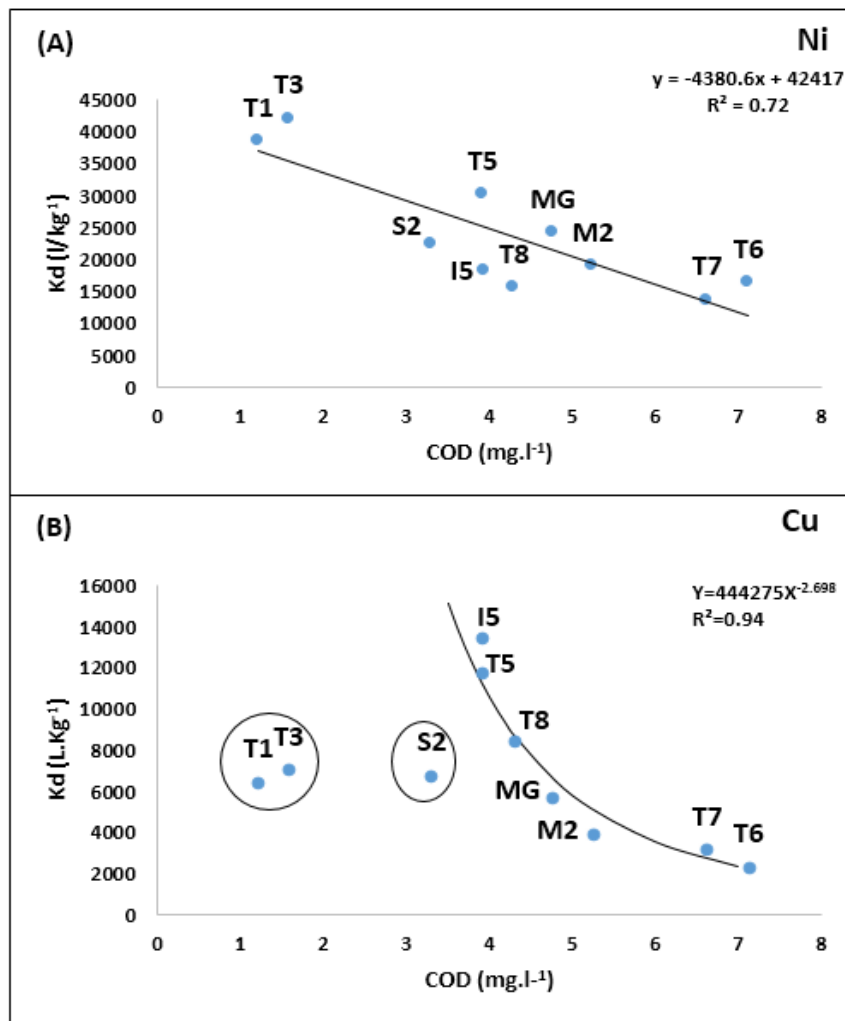 (A)
Ni
y = -4380.6x + 42417
R² = 0.72
45000
40000
35000
30000
25000
20000
15000
10000
5000
0
Kd (l/kg⁻¹)
T1
T3
S2
T5
I5
T8
MG
M2
T7
T6
0 1 2 3 4 5 6 7 8
COD (mg.l⁻¹)
(B)
Cu
Y=444275X⁻²·⁶⁹⁸
R²=0.94
16000
14000
12000
10000
8000
6000
4000
2000
0
Kd (L.Kg⁻¹)
T1
T3
S2
I5
T5
T8
MG
M2
T7
T6
0 1 2 3 4 5 6 7 8
COD (mg.l⁻¹)